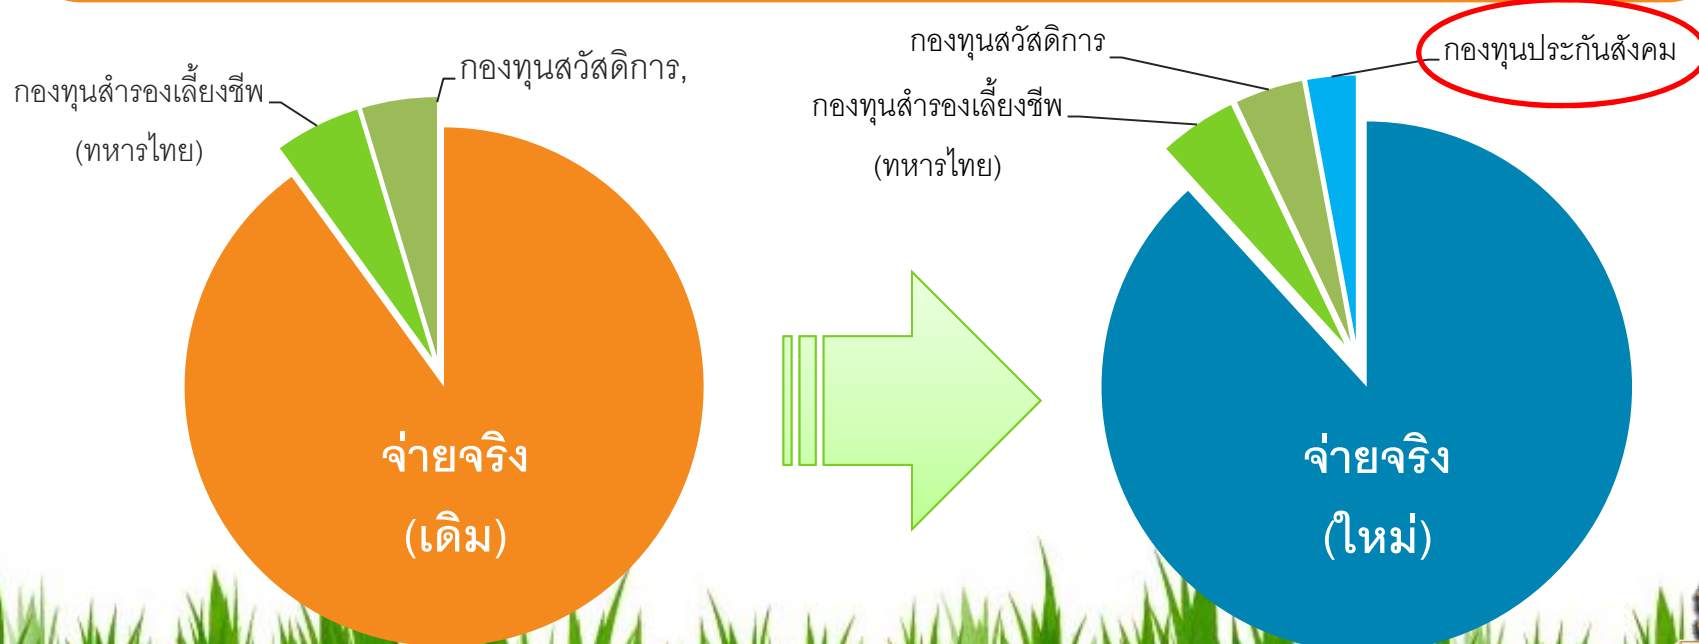 กองทุนสำรองเลี้ยงชีพ
(ทหารไทย)
กองทุนสวัสดิการ,
จ่ายจริง
(เดิม)
กองทุนสวัสดิการ
กองทุนสำรองเลี้ยงชีพ
(ทหารไทย)
กองทุนประกันสังคม
จ่ายจริง
(ใหม่)